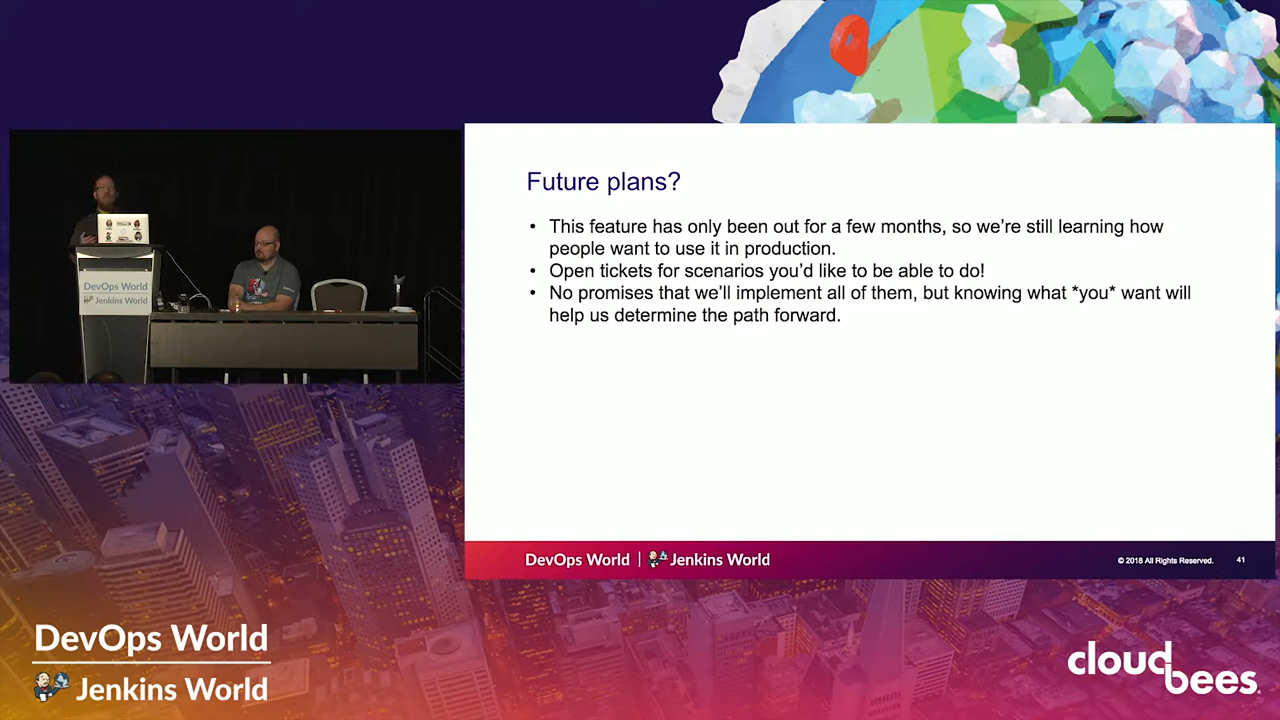 Future plans?
• This feature has only been out for a few months, so we’re still learning how
people want to use it in production.
• Open tickets for scenarios you’d like to be able to do!
• No promises that we’ll implement all of them, but knowing what *you* want will
help us determine the path forward.
DevOps World
Jenkins World
DevOps World | Jenkins World
© 2018 All Rights Reserved.
41
DevOps World
Jenkins World
cloudbees